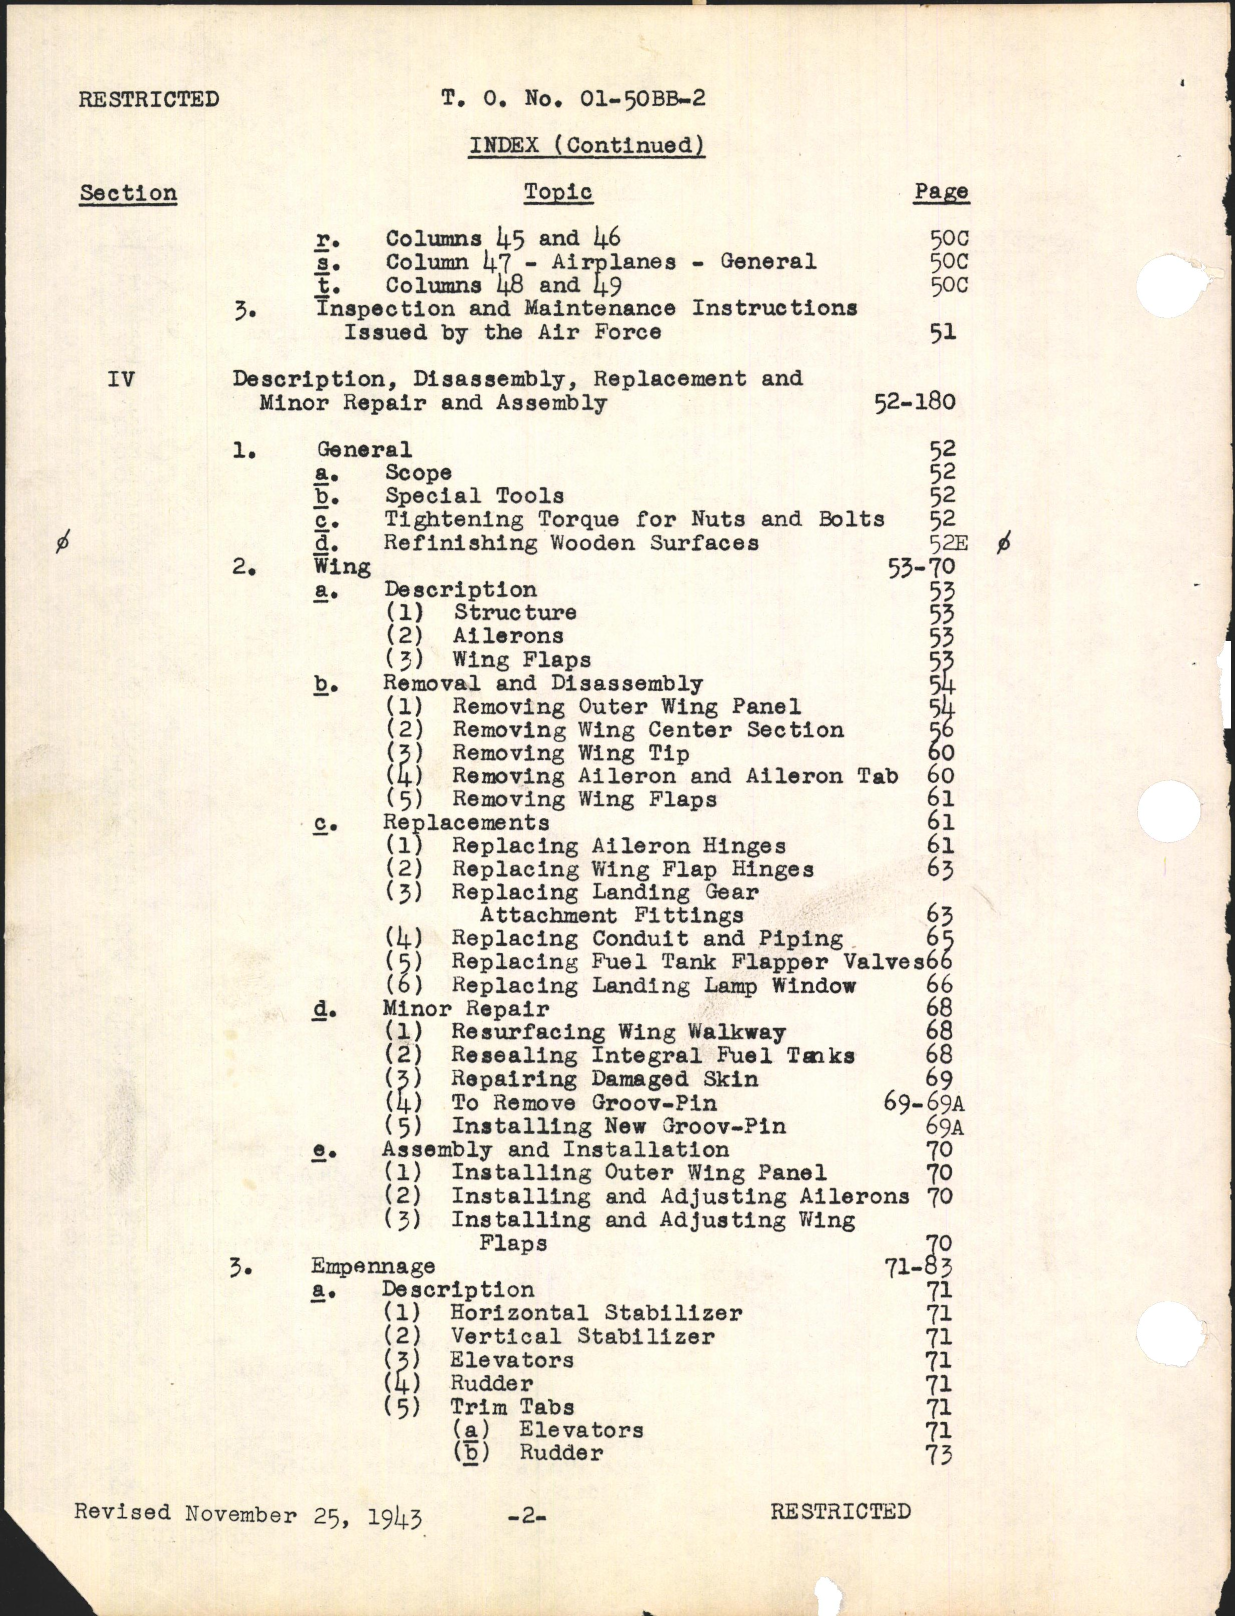 RESTRICTED T. O. No. 01-50BB-2
INDEX (Continued)
Section Topic Page
r. Columns 45 and 46 50C
s. Column 47 - Airplanes - General 50C
t. Columns 48 and 49 50C
3. Inspection and Maintenance Instructions
Issued by the Air Force 51
IV Description, Disassembly, Replacement and
Minor Repair and Assembly 52-180
1. General 52
a. Scope 52
b. Special Tools 52
c. Tightening Torque for Nuts and Bolts 52
ø d. Refinishing Wooden Surfaces 52E ø
2. Wing 53-70
a. Description 53
(1) Structure 53
(2) Ailerons 53
(3) Wing Flaps 53
b. Removal and Disassembly 54
(1) Removing Outer Wing Panel 54
(2) Removing Wing Center Section 56
(3) Removing Wing Tip 60
(4) Removing Aileron and Aileron Tab 60
(5) Removing Wing Flaps 61
c. Replacements 61
(1) Replacing Aileron Hinges 61
(2) Replacing Wing Flap Hinges 63
(3) Replacing Landing Gear
Attachment Fittings 63
(4) Replacing Conduit and Piping 65
(5) Replacing Fuel Tank Flapper Valves66
(6) Replacing Landing Lamp Window 66
d. Minor Repair 68
(1) Resurfacing Wing Walkway 68
(2) Resealing Integral Fuel Tanks 68
(3) Repairing Damaged Skin 69
(4) To Remove Groov-Pin 69-69A
(5) Installing New Groov-Pin 69A
e. Assembly and Installation 70
(1) Installing Outer Wing Panel 70
(2) Installing and Adjusting Ailerons 70
(3) Installing and Adjusting Wing
Flaps 70
3. Empennage 71-83
a. Description 71
(1) Horizontal Stabilizer 71
(2) Vertical Stabilizer 71
(3) Elevators 71
(4) Rudder 71
(5) Trim Tabs 71
(a) Elevators 71
(b) Rudder 73
Revised November 25, 1943 -2- RESTRICTED